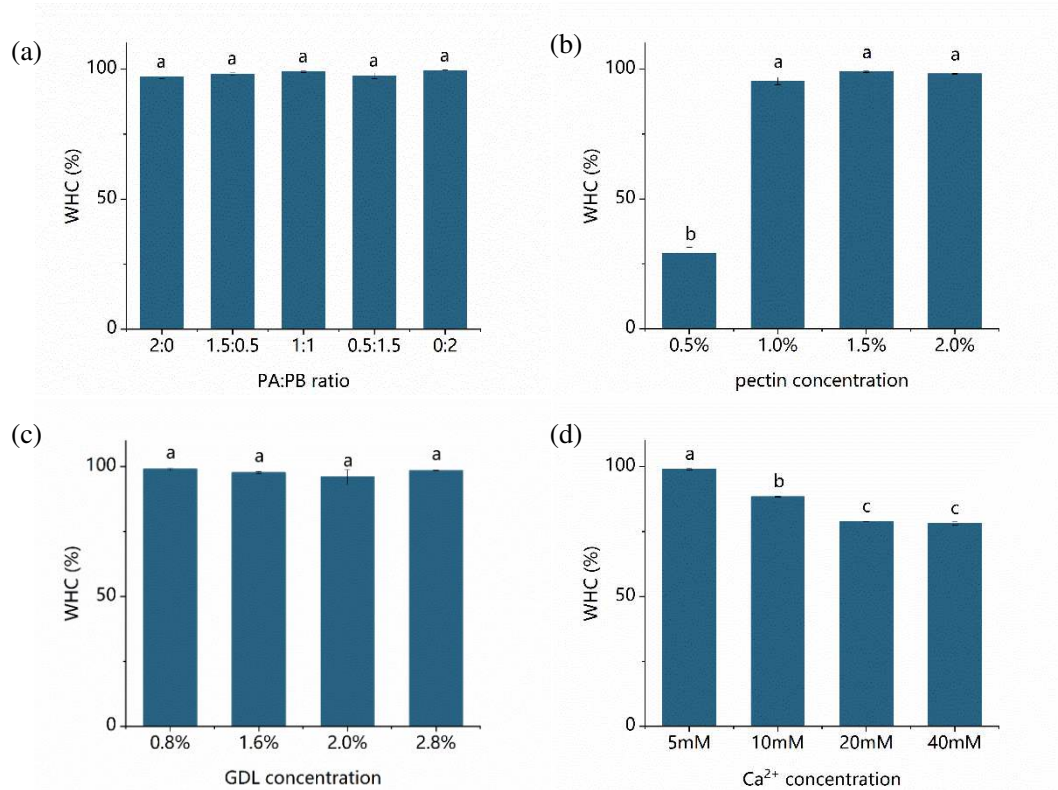 (a)
a a a a a
100
50
0
WHC (%)
2:0 1.5:0.5 1:1 0.5:1.5 0:2
PA:PB ratio
(b)
a a a
b
100
50
0
WHC (%)
0.5% 1.0% 1.5% 2.0%
pectin concentration
(c)
a a a a
100
50
0
WHC (%)
0.8% 1.6% 2.0% 2.8%
GDL concentration
(d)
a
b
c c
100
50
0
WHC (%)
5mM 10mM 20mM 40mM
Ca²⁺ concentration